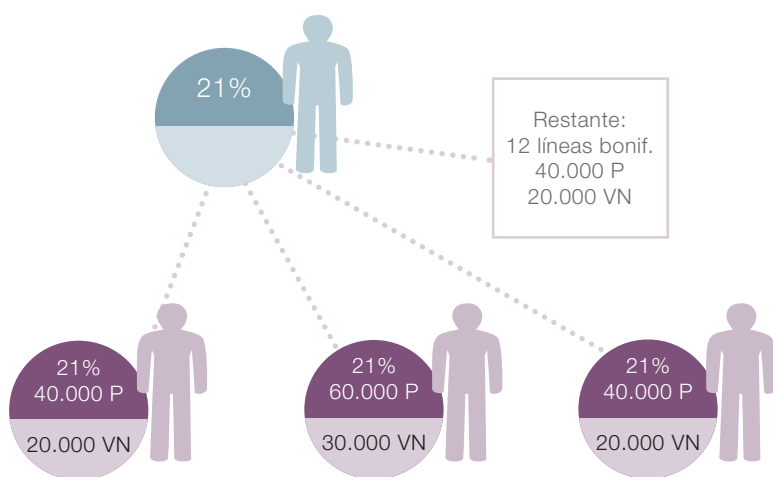 21%
Restante:
12 líneas bonif.
40.000 P
20.000 VN
21%
40.000 P
20.000 VN
21%
60.000 P
30.000 VN
21%
40.000 P
20.000 VN